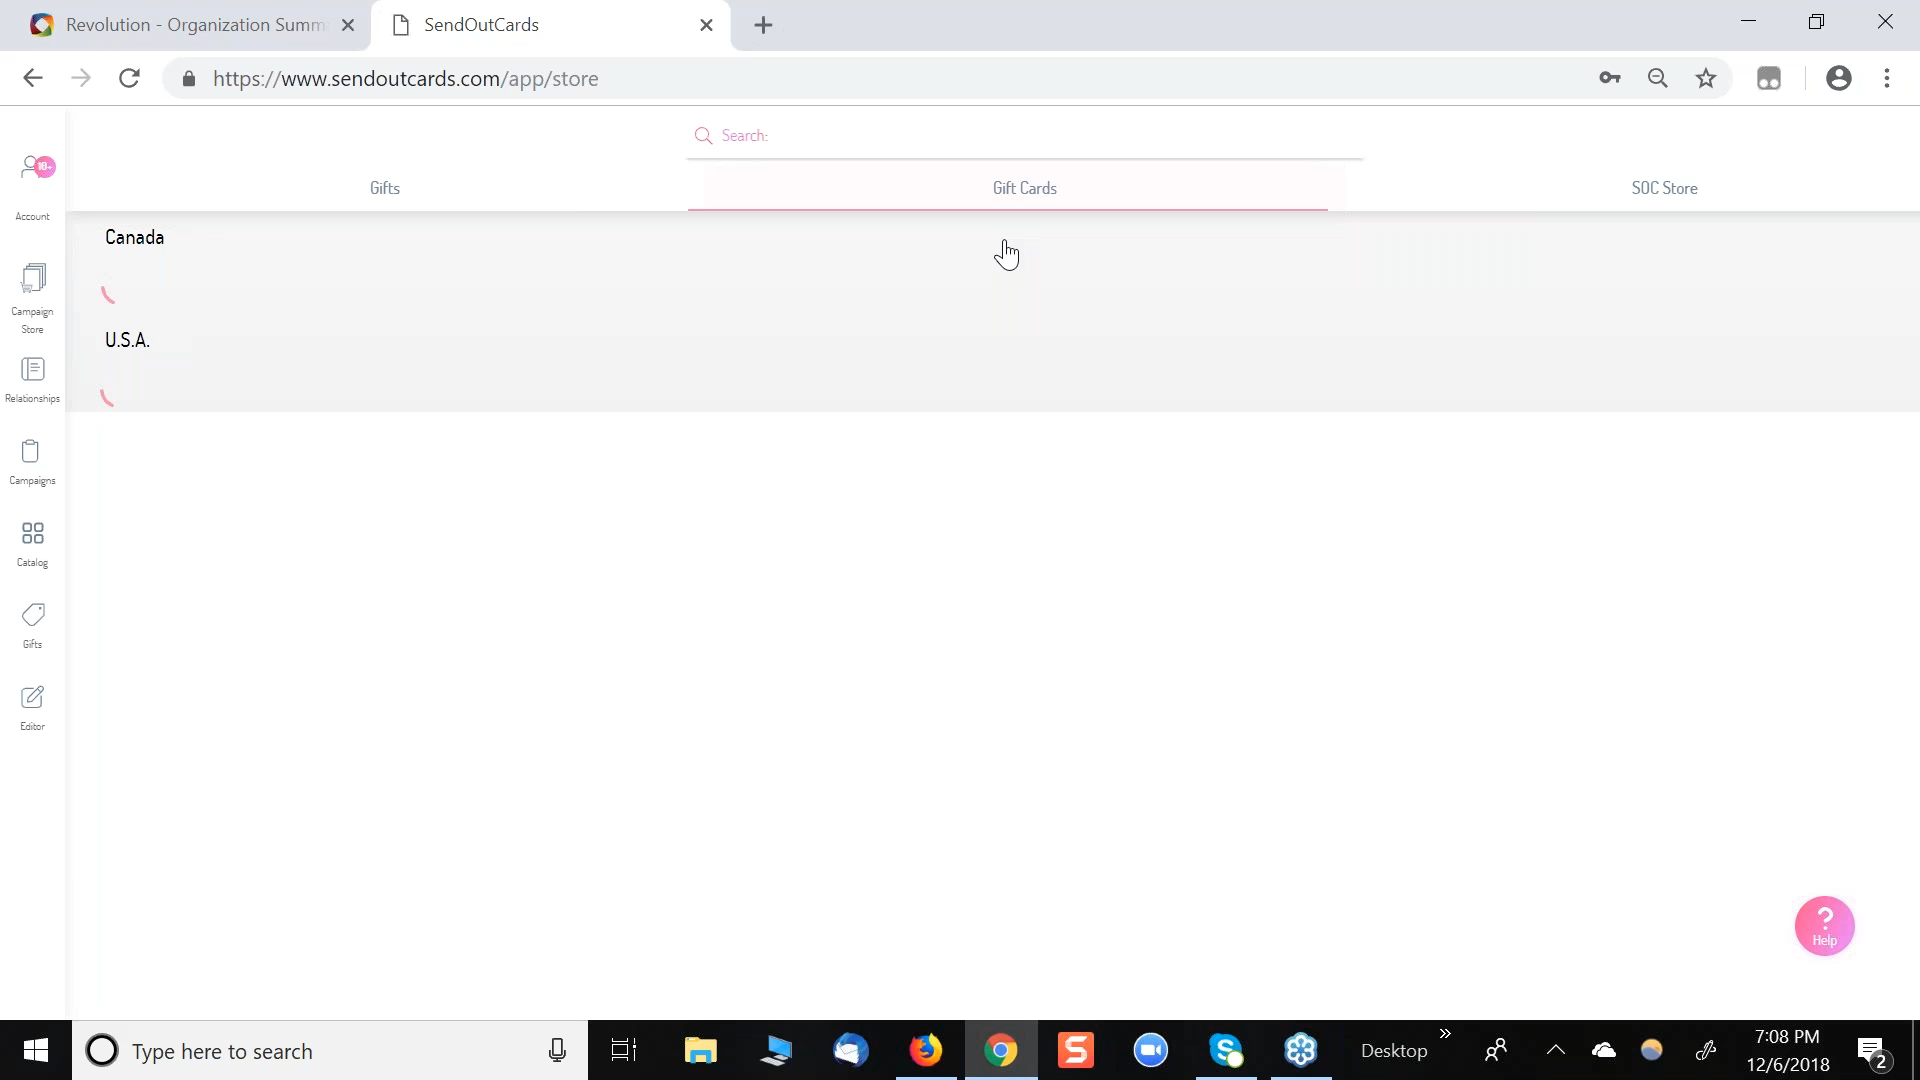 Revolution - Organization Summ
SendOutCards
https://www.sendoutcards.com/app/store
Search:
Gifts
Gift Cards
SOC Store
10+
Account
Campaign
Store
Relationships
Campaigns
Catalog
Gifts
Editor
Canada
U.S.A.
?
Help
Type here to search
S
S
Desktop
»
7:08 PM
12/6/2018
2